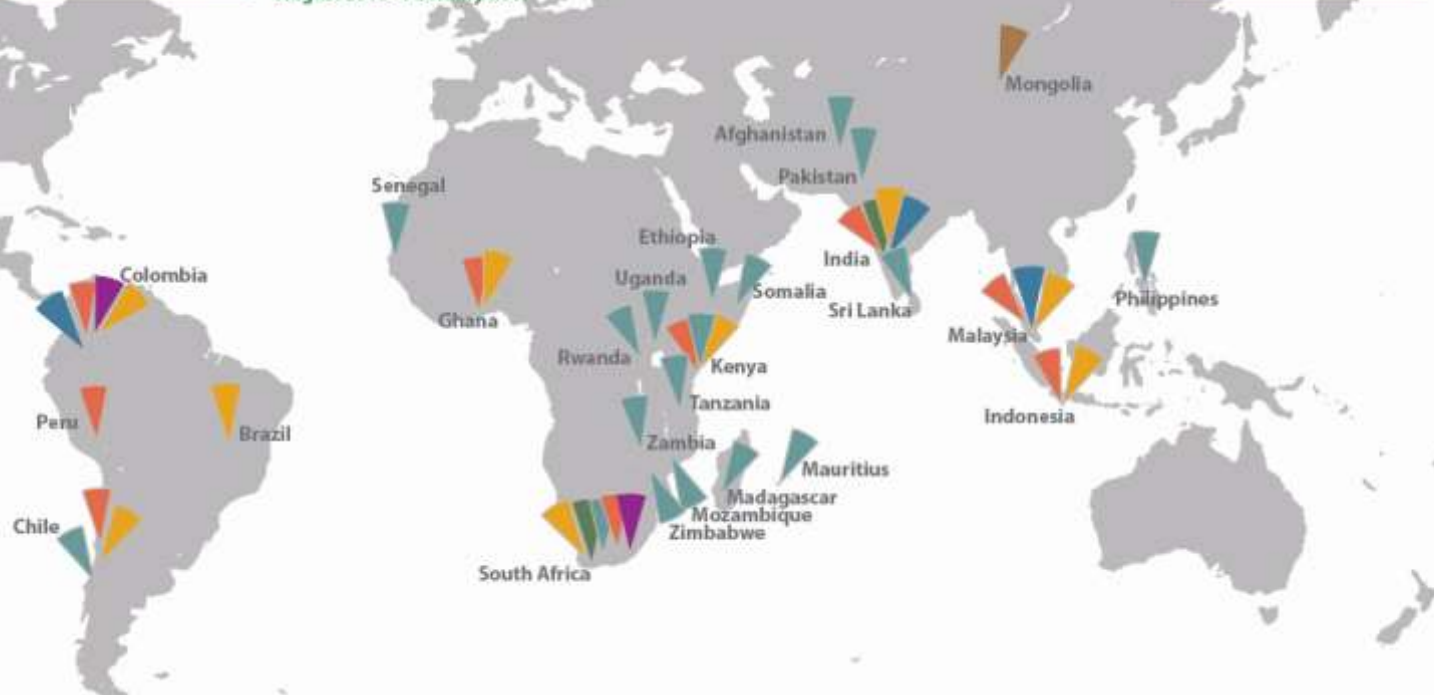 Mongolia
Afghanistan
Pakistan
Senegal
Ethiopia
India
Colombia
Uganda
Somalia
Sri Lanka
Philippines
Ghana
Malaysia
Rwanda
Kenya
Tanzania
Indonesia
Peru
Brazil
Zambia
Mauritius
Madagascar
Mozambique
Chile
Zimbabwe
South Africa